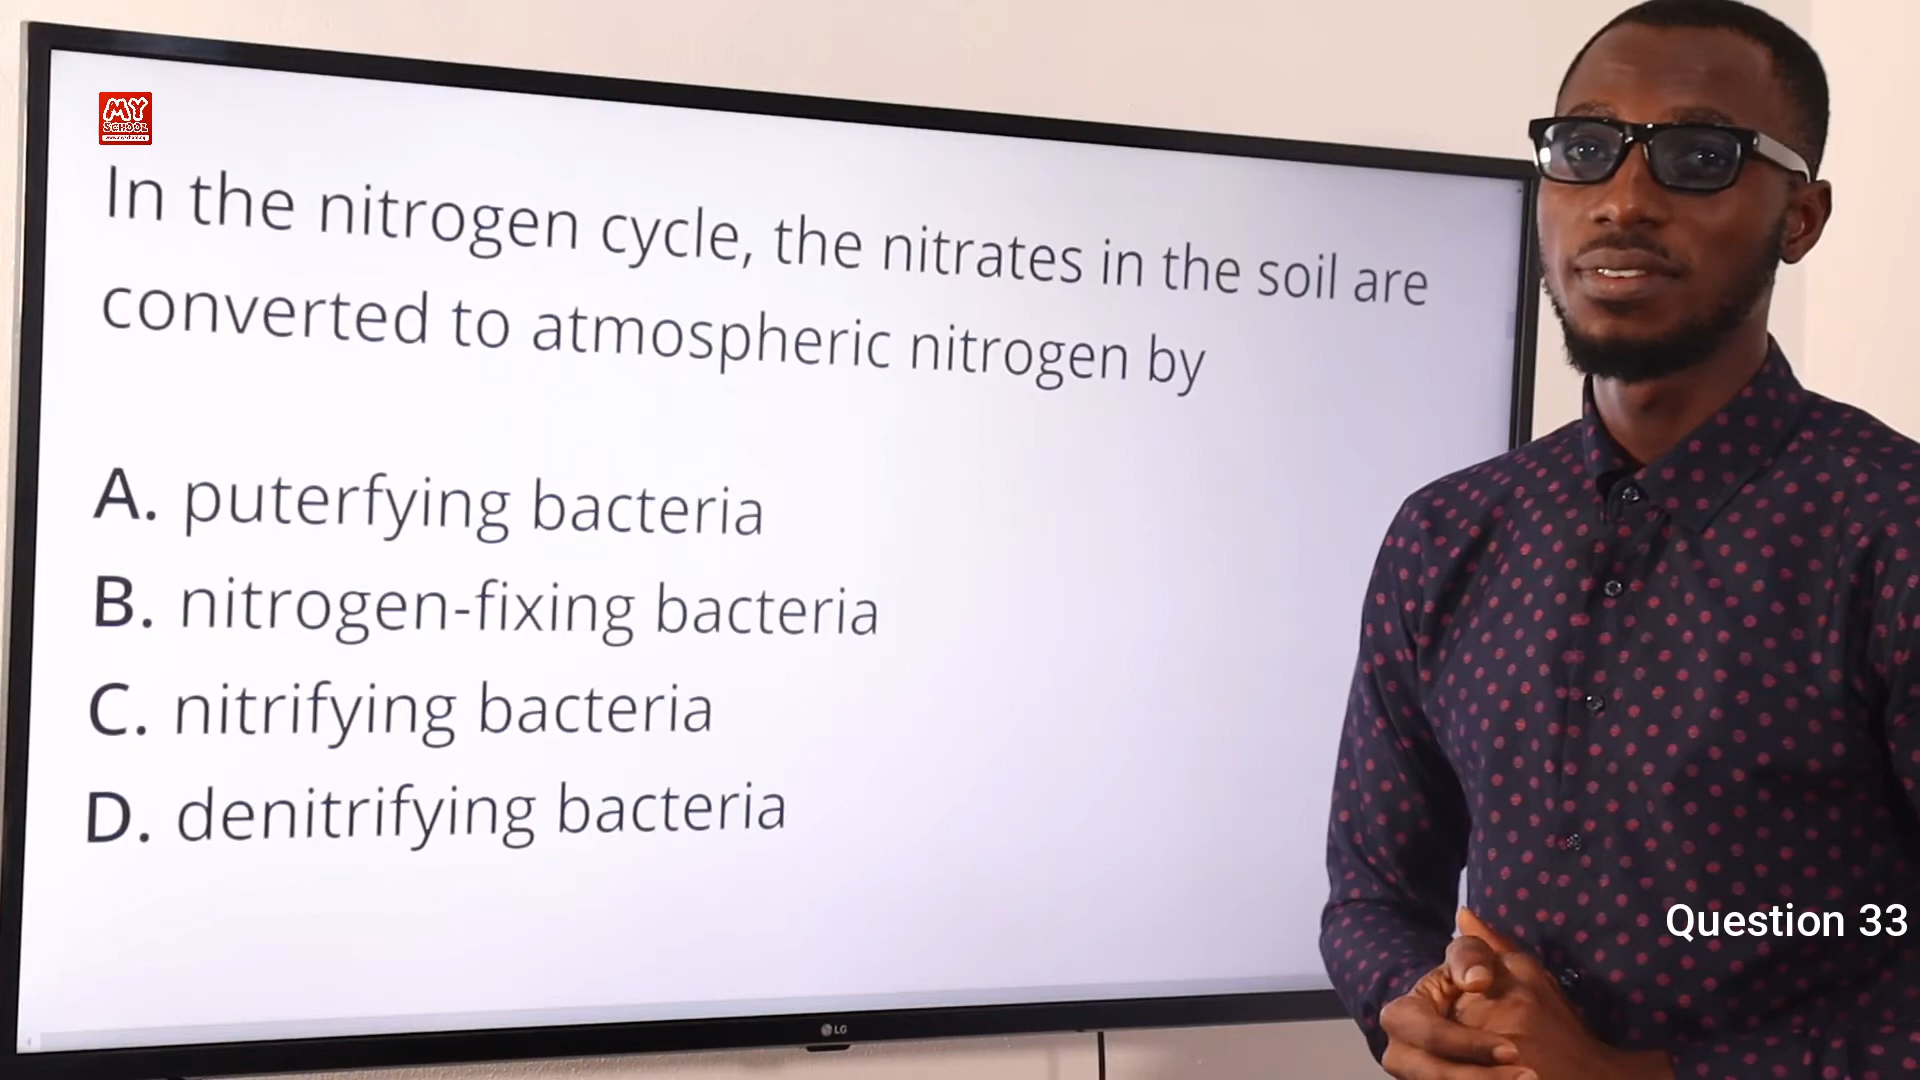 MY
SCHOOL
In the nitrogen cycle, the nitrates in the soil are
converted to atmospheric nitrogen by
A. puterfying bacteria
B. nitrogen-fixing bacteria
C. nitrifying bacteria
D. denitrifying bacteria
Question 33
LG